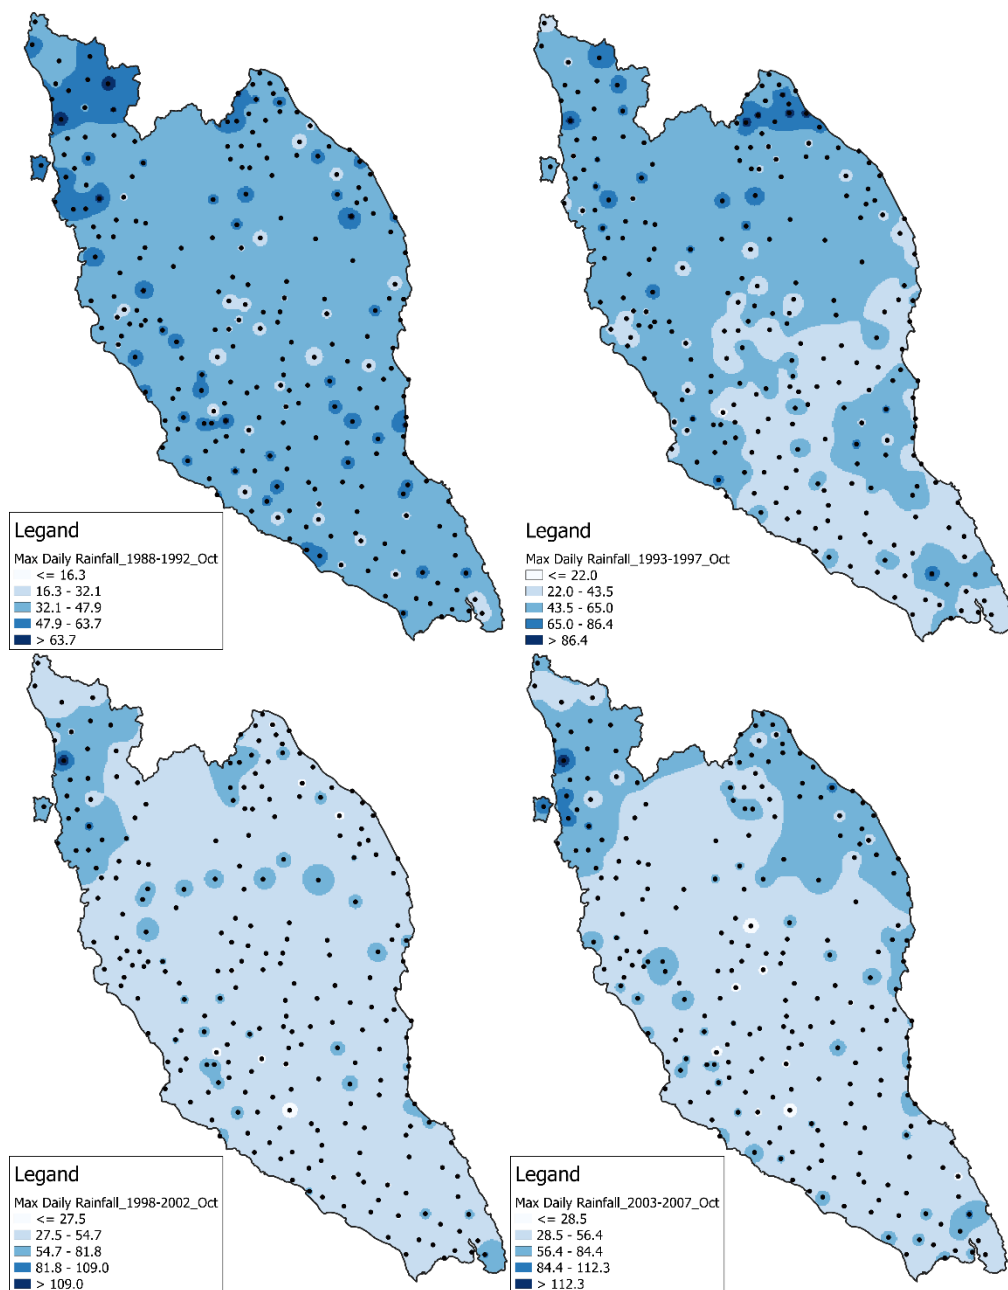 Legand
Max Daily Rainfall_1988-1992_Oct
<= 16.3
16.3 - 32.1
32.1 - 47.9
47.9 - 63.7
> 63.7
Legand
Max Daily Rainfall_1993-1997_Oct
<= 22.0
22.0 - 43.5
43.5 - 65.0
65.0 - 86.4
> 86.4
Legand
Max Daily Rainfall_1998-2002_Oct
<= 27.5
27.5 - 54.7
54.7 - 81.8
81.8 - 109.0
> 109.0
Legand
Max Daily Rainfall_2003-2007_Oct
<= 28.5
28.5 - 56.4
56.4 - 84.4
84.4 - 112.3
> 112.3